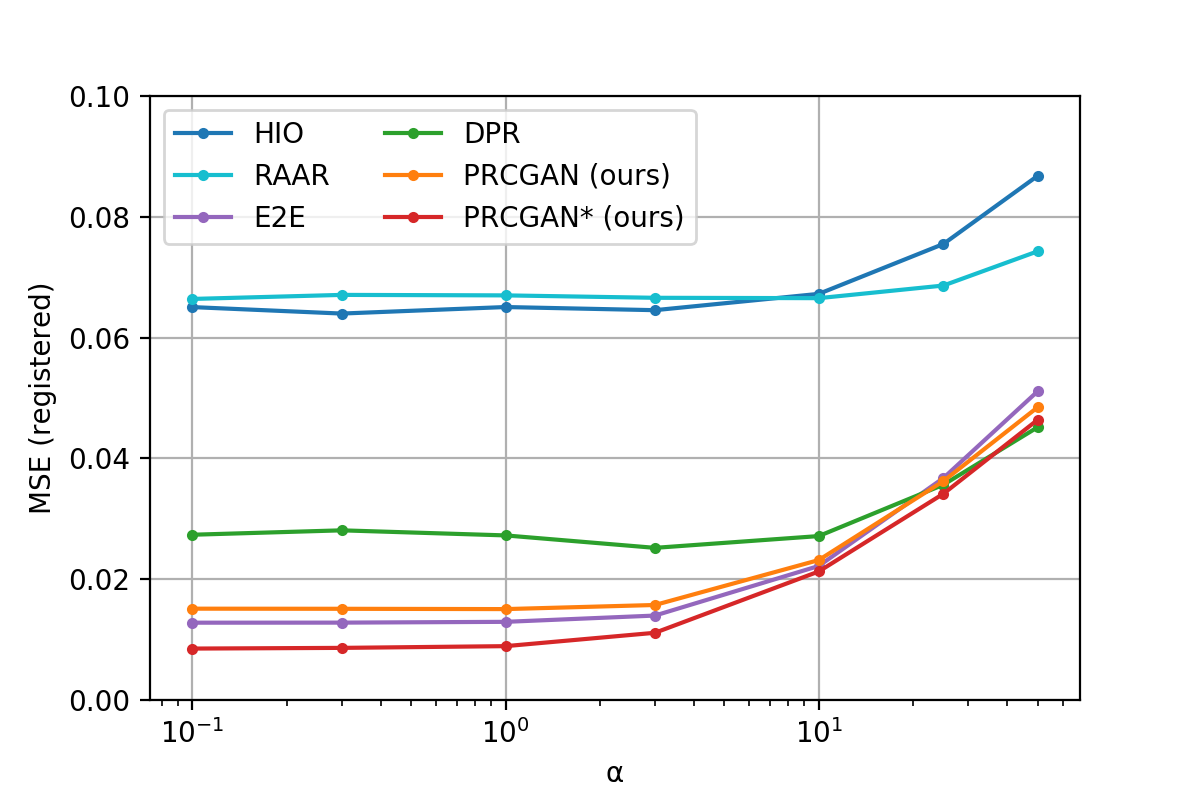 HIO
RAAR
E2E
DPR
PRCGAN (ours)
PRCGAN* (ours)
MSE (registered)
0.10
0.08
0.06
0.04
0.02
0.00
10⁻¹
10⁰
10¹
α